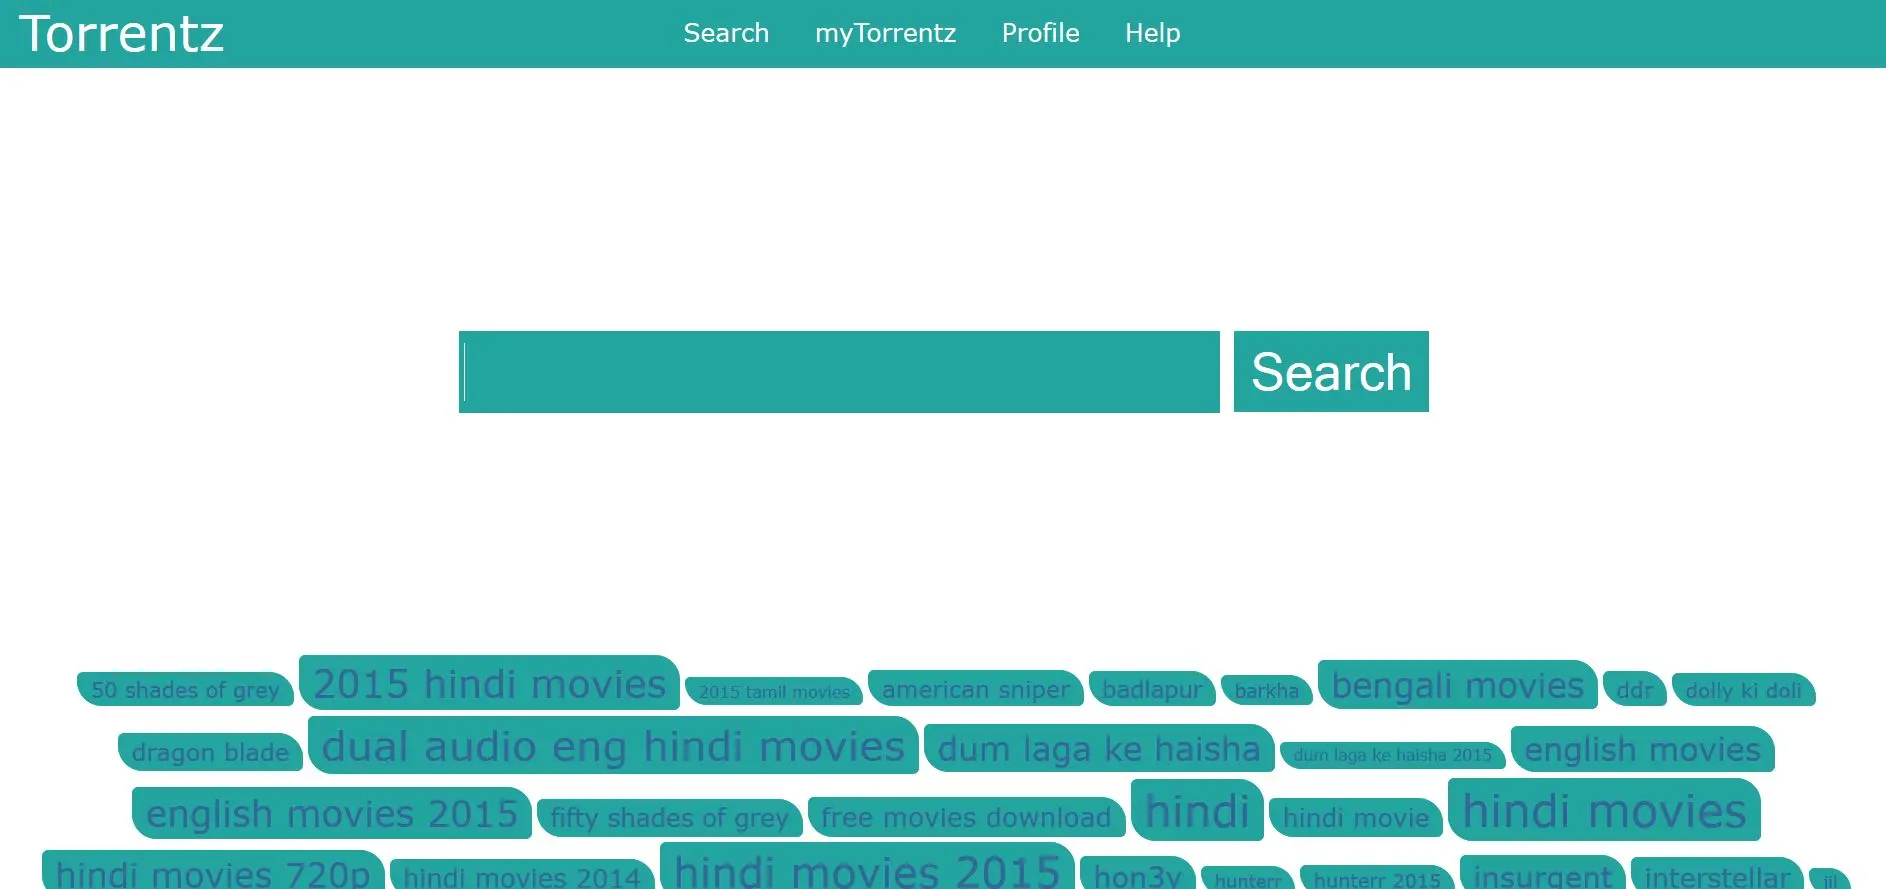 Torrentz Search myTorrentz Profile Help
Search
50 shades of grey 2015 hindi movies 2015 tamil movies american sniper badlapur barkha bengali movies ddr dolly ki doli
dragon blade dual audio eng hindi movies dum laga ke haisha dum laga ke haisha 2015 english movies
english movies 2015 fifty shades of grey free movies download hindi hindi movie hindi movies
hindi movies 720p hindi movies 2014 hindi movies 2015 hon3y hunterr hunterr 2015 insurgent interstellar